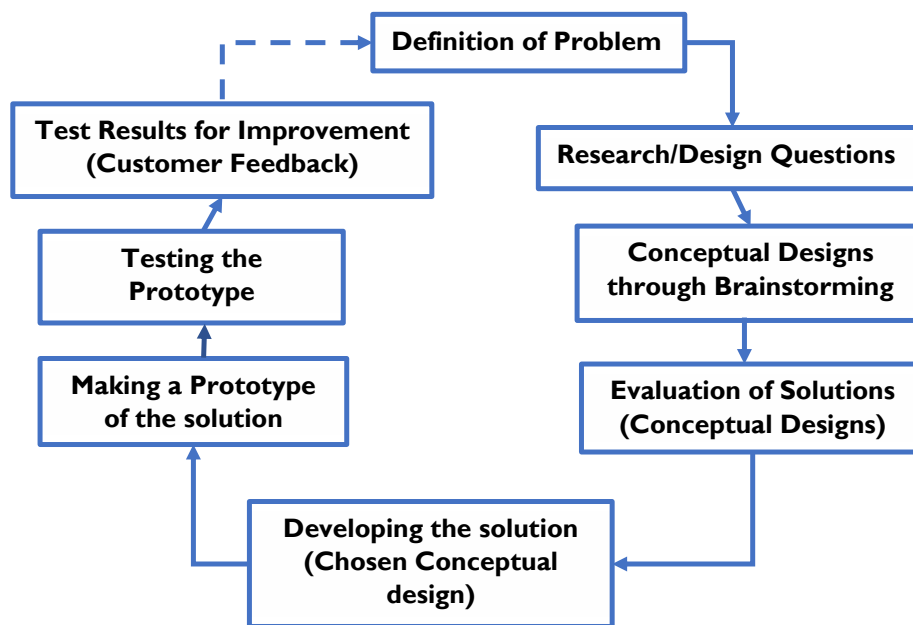 Definition of Problem
Research/Design Questions
Conceptual Designs
through Brainstorming
Evaluation of Solutions
(Conceptual Designs)
Developing the solution
(Chosen Conceptual
design)
Making a Prototype
of the solution
Testing the
Prototype
Test Results for Improvement
(Customer Feedback)